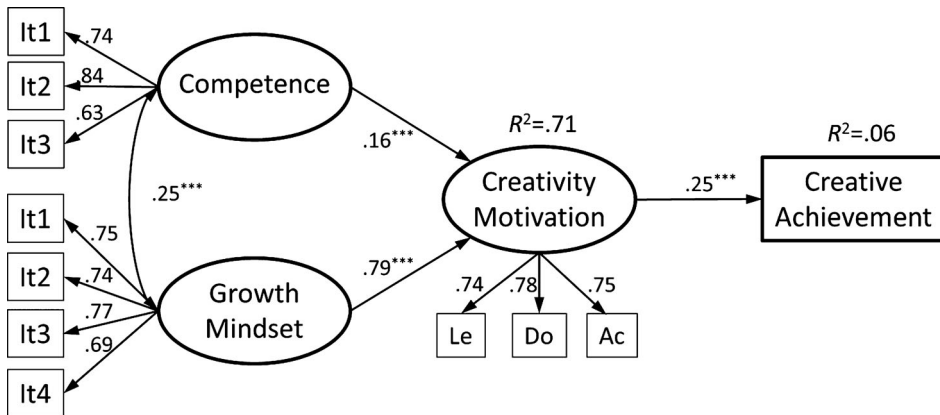 It1
.74
It2
.84
It3
.63
Competence
R²=.71
R²=.06
.16***
.25***
Creativity
Motivation
.25***
Creative
Achievement
It1
.75
It2
.74
It3
.77
It4
.69
Growth
Mindset
.79***
.74
.78
.75
Le
Do
Ac